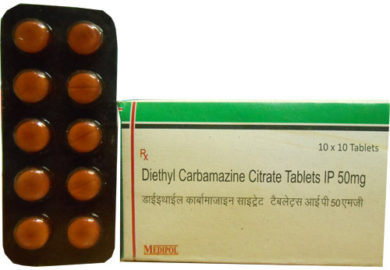 10 x 10 Tablets
Rx
Diethyl Carbamazine Citrate Tablets IP 50mg
डाईइथाईल कार्बामाजाइन साइट्रेट टैबलेट्स आई पी 50 एमजी
MEDIPOL